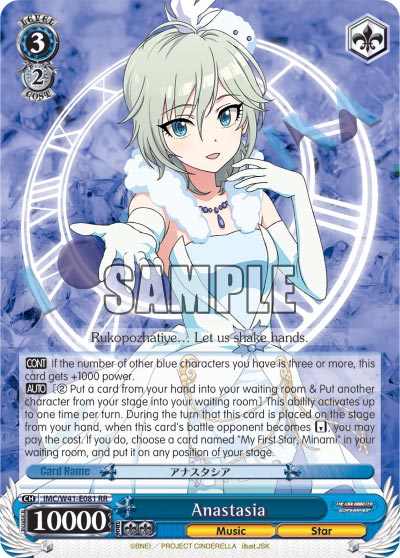 LEVEL
3
2
COST
XII
SAMPLE
Rukopozhatiye...: Let us shake hands.
CONT If the number of other blue characters you have is three or more, this
card gets +1000 power.
AUTO [② Put a card from your hand into your waiting room & Put another
character from your stage into your waiting room] This ability activates
up to one time per turn. During the turn that this card is placed on the stage
from your hand, when this card's battle opponent becomes [▼], you may
pay the cost. If you do, choose a card named "My First Star, Minami" in your
waiting room, and put it on any position of your stage.
Card Name
アナスタシア
CH IMC/W41-E081 RR
Anastasia
10000
Music
Star
©BNEI / PROJECT CINDERELLA illust.JSK